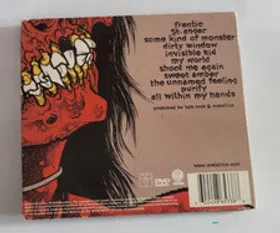 frantic
st. anger
some kind of monster
dirty window
invisible kid
my world
shoot me again
sweet amber
the unnamed feeling
purify
all within my hands
produced by bob rock & metallica
www.metallica.com
DVD